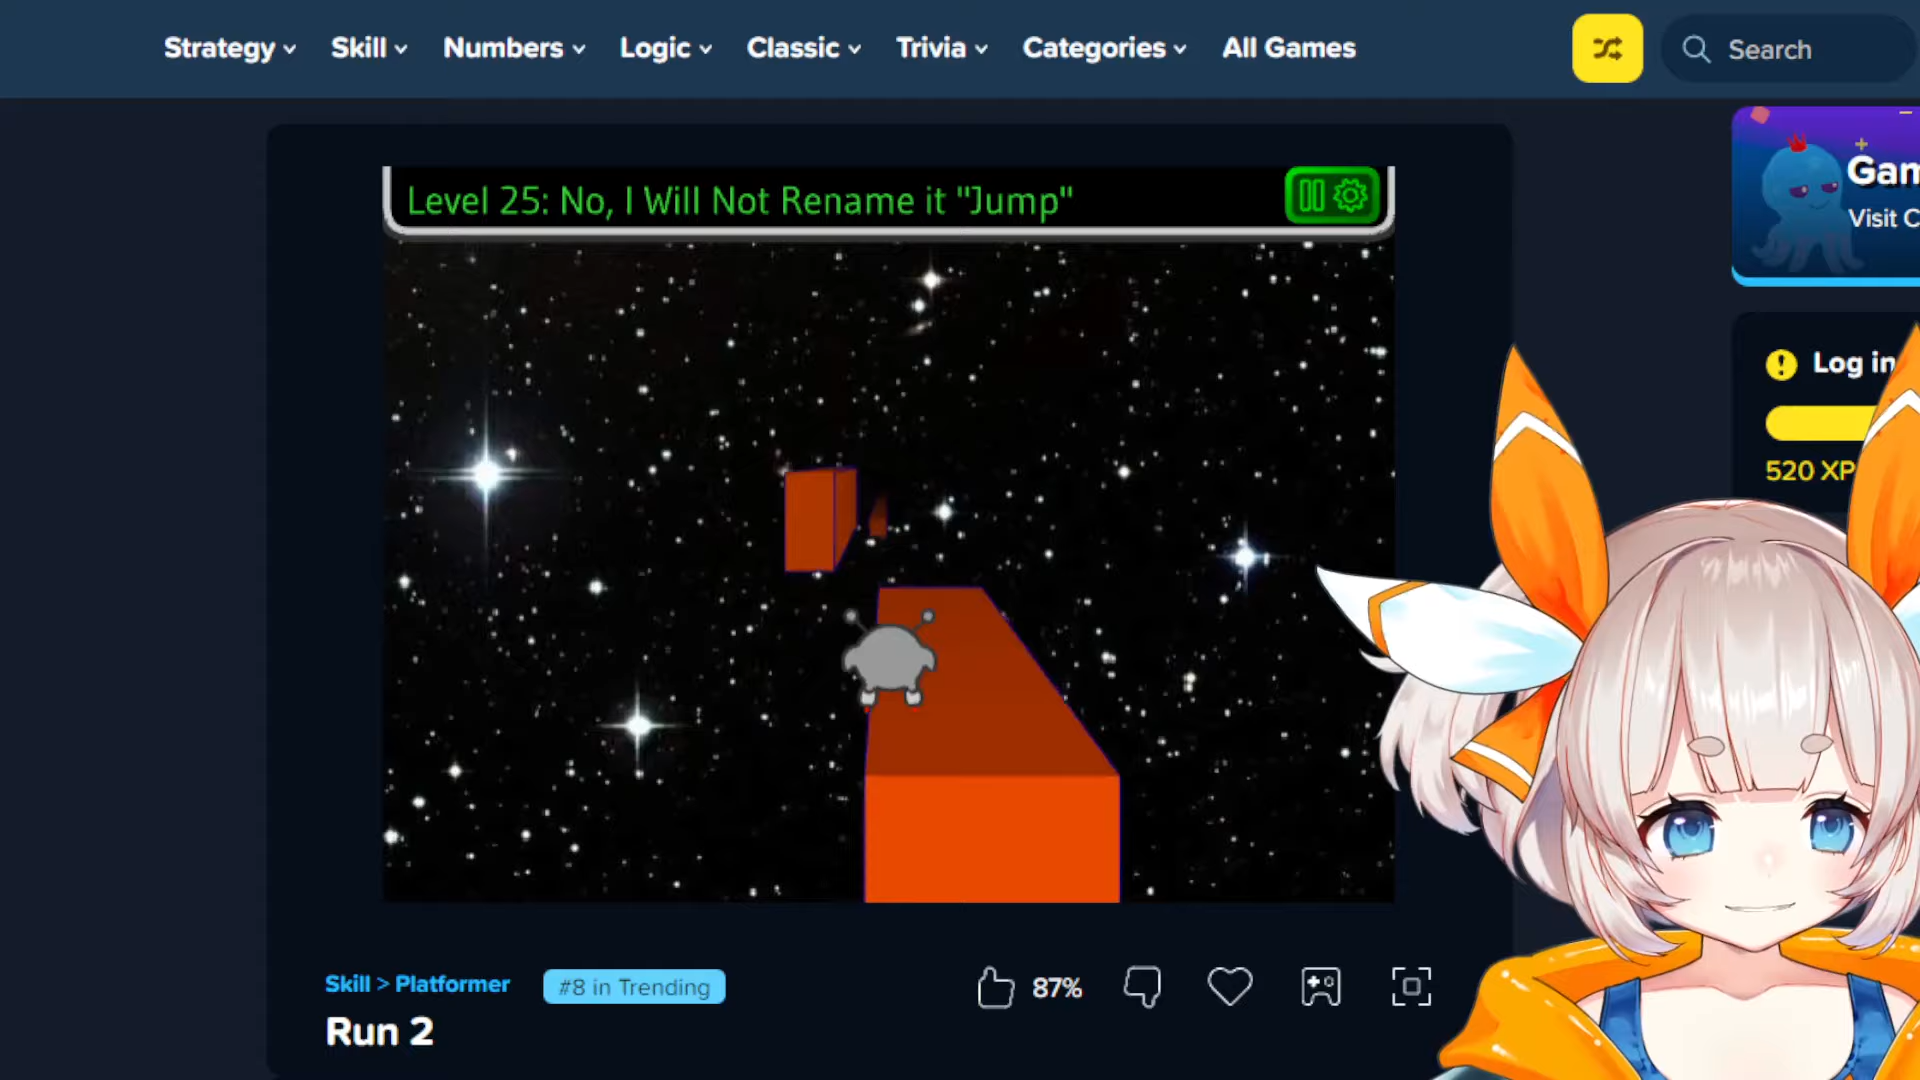 Strategy Skill Numbers Logic Classic Trivia Categories All Games Search
Level 25: No, I Will Not Rename it "Jump"
Gam
Visit C
Log in
520 XP
Skill > Platformer #8 in Trending 87%
Run 2